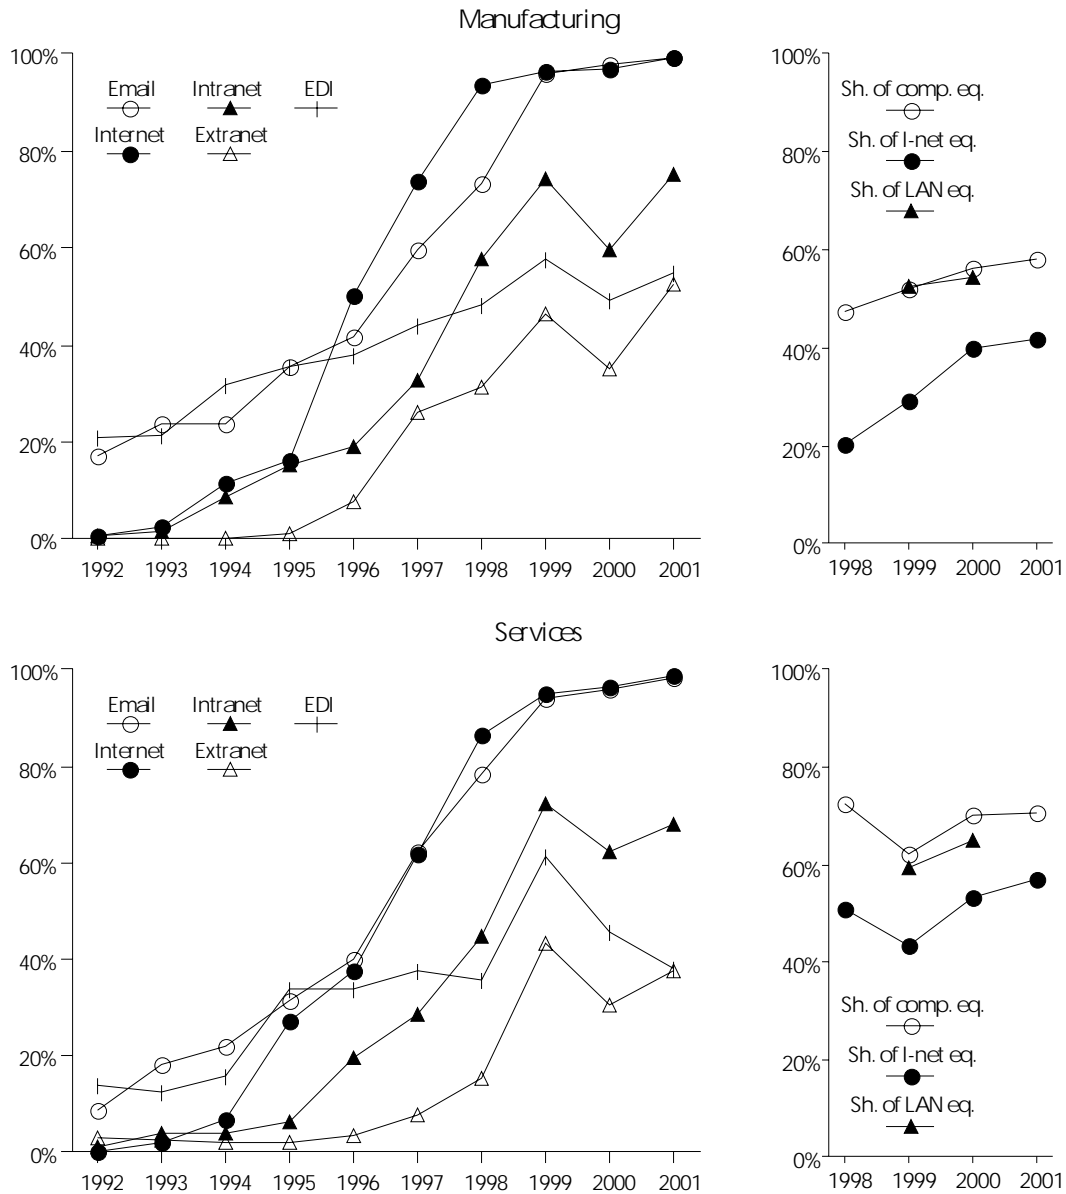 Manufacturing
100%
80%
60%
40%
20%
0%
Email Intranet EDI
Internet Extranet
1992 1993 1994 1995 1996 1997 1998 1999 2000 2001
100%
80%
60%
40%
20%
0%
Sh. of comp. eq.
Sh. of I-net eq.
Sh. of LAN eq.
1998 1999 2000 2001
Services
100%
80%
60%
40%
20%
0%
Email Intranet EDI
Internet Extranet
1992 1993 1994 1995 1996 1997 1998 1999 2000 2001
100%
80%
60%
40%
20%
0%
Sh. of comp. eq.
Sh. of I-net eq.
Sh. of LAN eq.
1998 1999 2000 2001